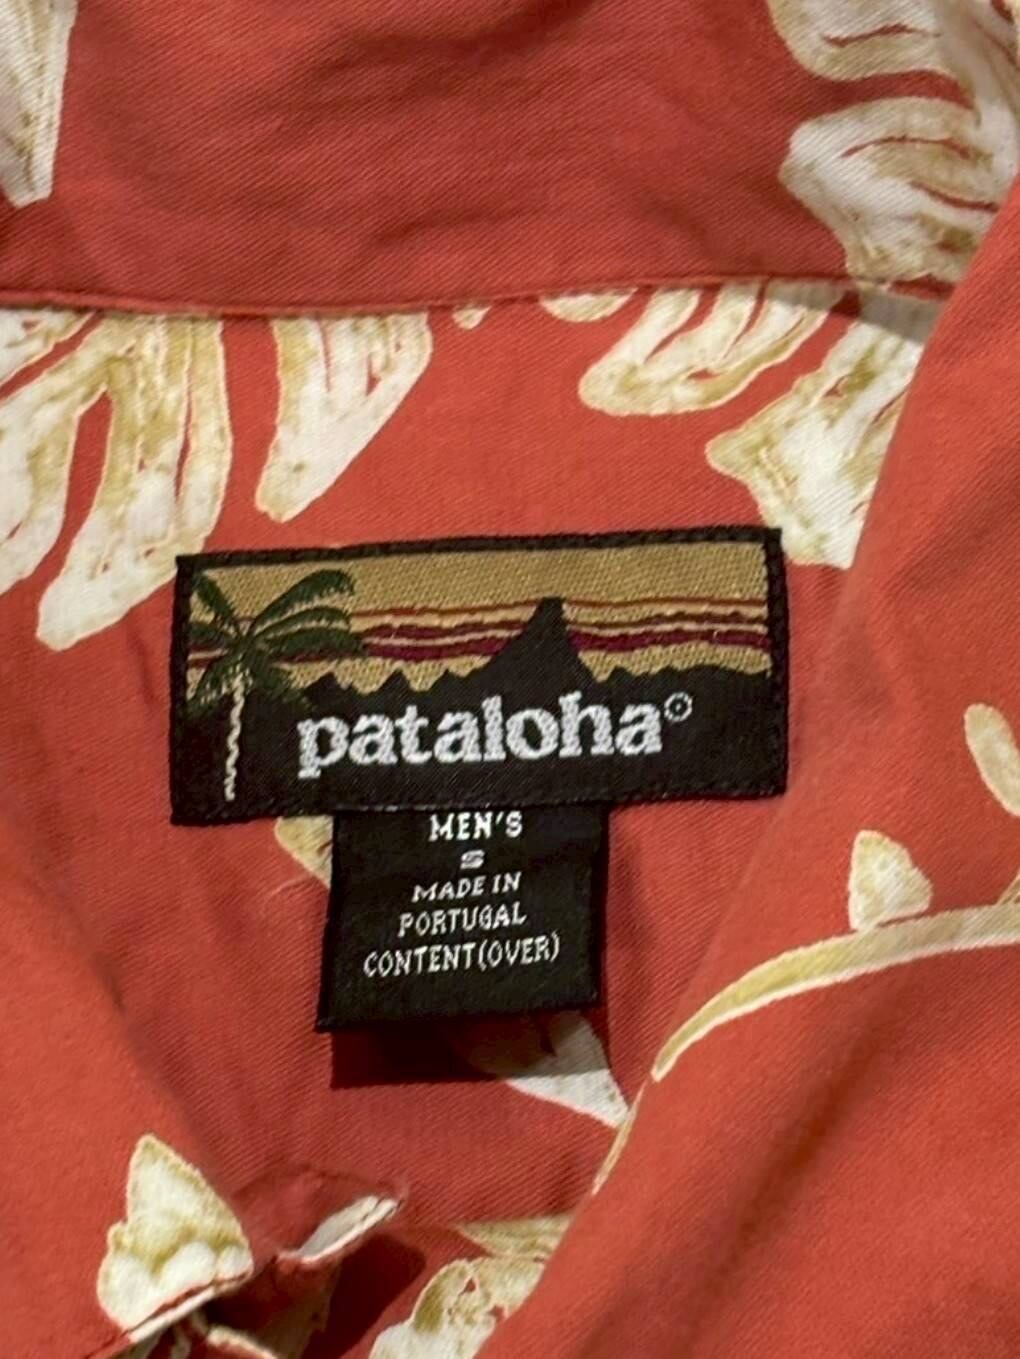 pataloha®
MEN'S
S
MADE IN
PORTUGAL
CONTENT(OVER)